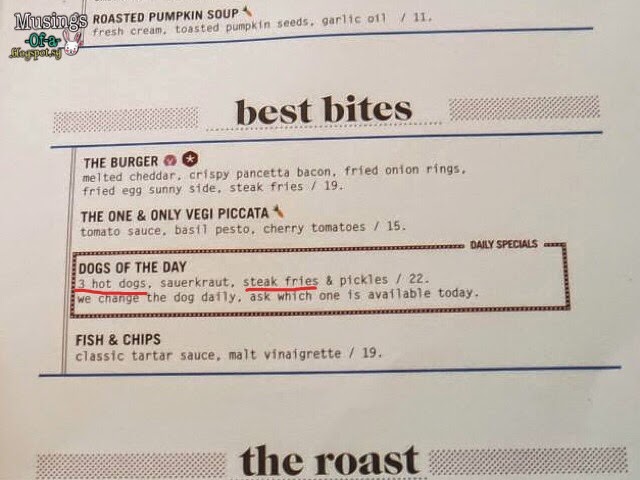 Musings
-Of-a-
.blogspot.sg
ROASTED PUMPKIN SOUP
fresh cream, toasted pumpkin seeds, garlic oil / 11.
best bites
THE BURGER
melted cheddar, crispy pancetta bacon, fried onion rings,
fried egg sunny side, steak fries / 19.
THE ONE & ONLY VEGI PICCATA
tomato sauce, basil pesto, cherry tomatoes / 15.
DAILY SPECIALS
DOGS OF THE DAY
3 hot dogs, sauerkraut, steak fries & pickles / 22.
we change the dog daily, ask which one is available today.
FISH & CHIPS
classic tartar sauce, malt vinaigrette / 19.
the roast